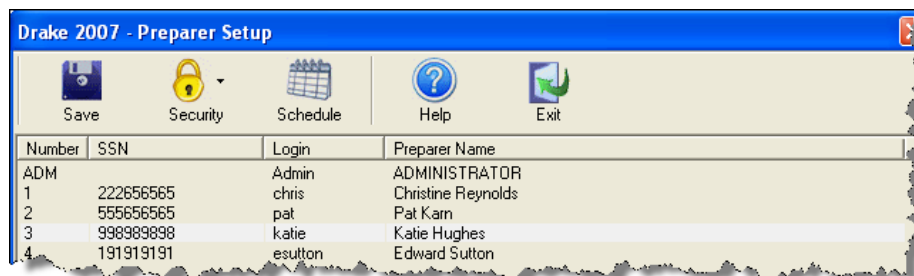 Drake 2007 - Preparer Setup
Save Security Schedule Help Exit
Number SSN Login Preparer Name
ADM Admin ADMINISTRATOR
1 222656565 chris Christine Reynolds
2 555656565 pat Pat Karn
3 998989898 katie Katie Hughes
4 191919191 esutton Edward Sutton